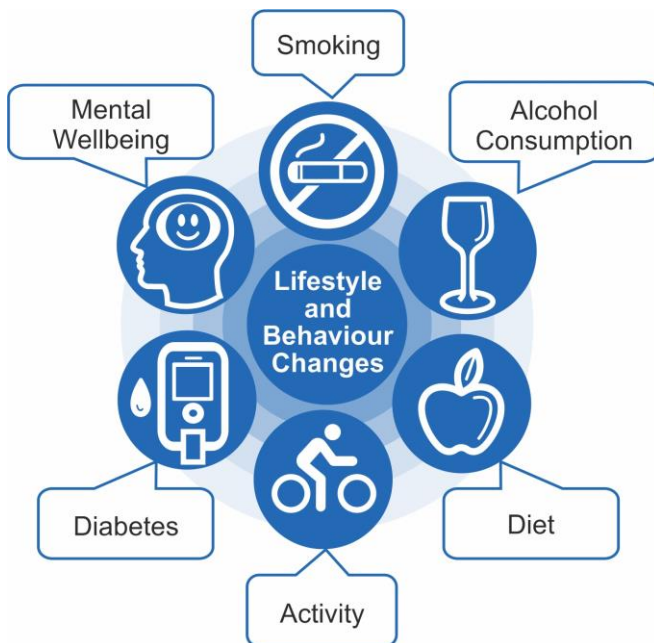 Smoking
Mental
Wellbeing
Alcohol
Consumption
Lifestyle
and
Behaviour
Changes
Diabetes
Diet
Activity